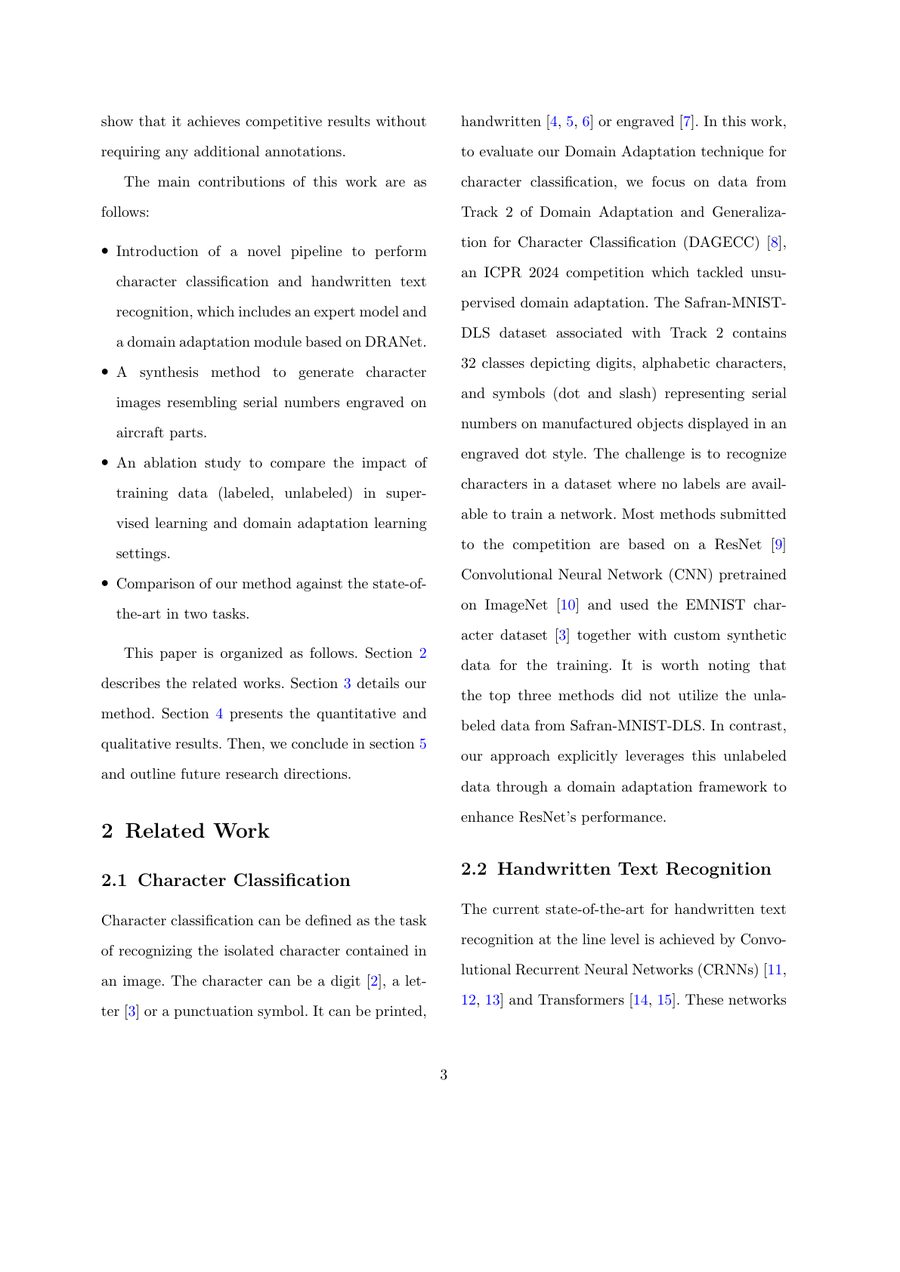 show that it achieves competitive results without
requiring any additional annotations.
The main contributions of this work are as
follows:
• Introduction of a novel pipeline to perform
character classification and handwritten text
recognition, which includes an expert model and
a domain adaptation module based on DRANet.
• A synthesis method to generate character
images resembling serial numbers engraved on
aircraft parts.
• An ablation study to compare the impact of
training data (labeled, unlabeled) in super-
vised learning and domain adaptation learning
settings.
• Comparison of our method against the state-of-
the-art in two tasks.
This paper is organized as follows. Section 2
describes the related works. Section 3 details our
method. Section 4 presents the quantitative and
qualitative results. Then, we conclude in section 5
and outline future research directions.
2 Related Work
2.1 Character Classification
Character classification can be defined as the task
of recognizing the isolated character contained in
an image. The character can be a digit [2], a let-
ter [3] or a punctuation symbol. It can be printed,
handwritten [4, 5, 6] or engraved [7]. In this work,
to evaluate our Domain Adaptation technique for
character classification, we focus on data from
Track 2 of Domain Adaptation and Generaliza-
tion for Character Classification (DAGECC) [8],
an ICPR 2024 competition which tackled unsu-
pervised domain adaptation. The Safran-MNIST-
DLS dataset associated with Track 2 contains
32 classes depicting digits, alphabetic characters,
and symbols (dot and slash) representing serial
numbers on manufactured objects displayed in an
engraved dot style. The challenge is to recognize
characters in a dataset where no labels are avail-
able to train a network. Most methods submitted
to the competition are based on a ResNet [9]
Convolutional Neural Network (CNN) pretrained
on ImageNet [10] and used the EMNIST char-
acter dataset [3] together with custom synthetic
data for the training. It is worth noting that
the top three methods did not utilize the unla-
beled data from Safran-MNIST-DLS. In contrast,
our approach explicitly leverages this unlabeled
data through a domain adaptation framework to
enhance ResNet's performance.
2.2 Handwritten Text Recognition
The current state-of-the-art for handwritten text
recognition at the line level is achieved by Convo-
lutional Recurrent Neural Networks (CRNNs) [11,
12, 13] and Transformers [14, 15]. These networks
3